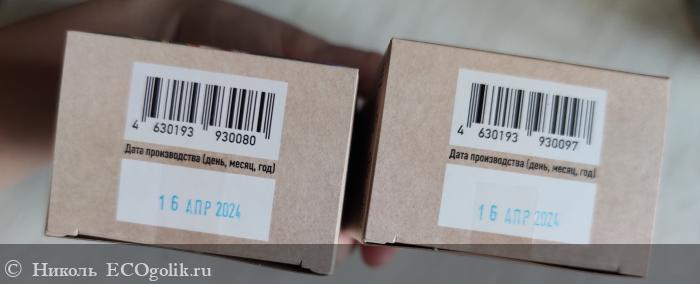 4 630193 930080
Дата производства (день, месяц, год)
16 АПР 2024
4 630193 930097
Дата производства (день, месяц, год)
16 АПР 2024
© Николь ECOgolik.ru